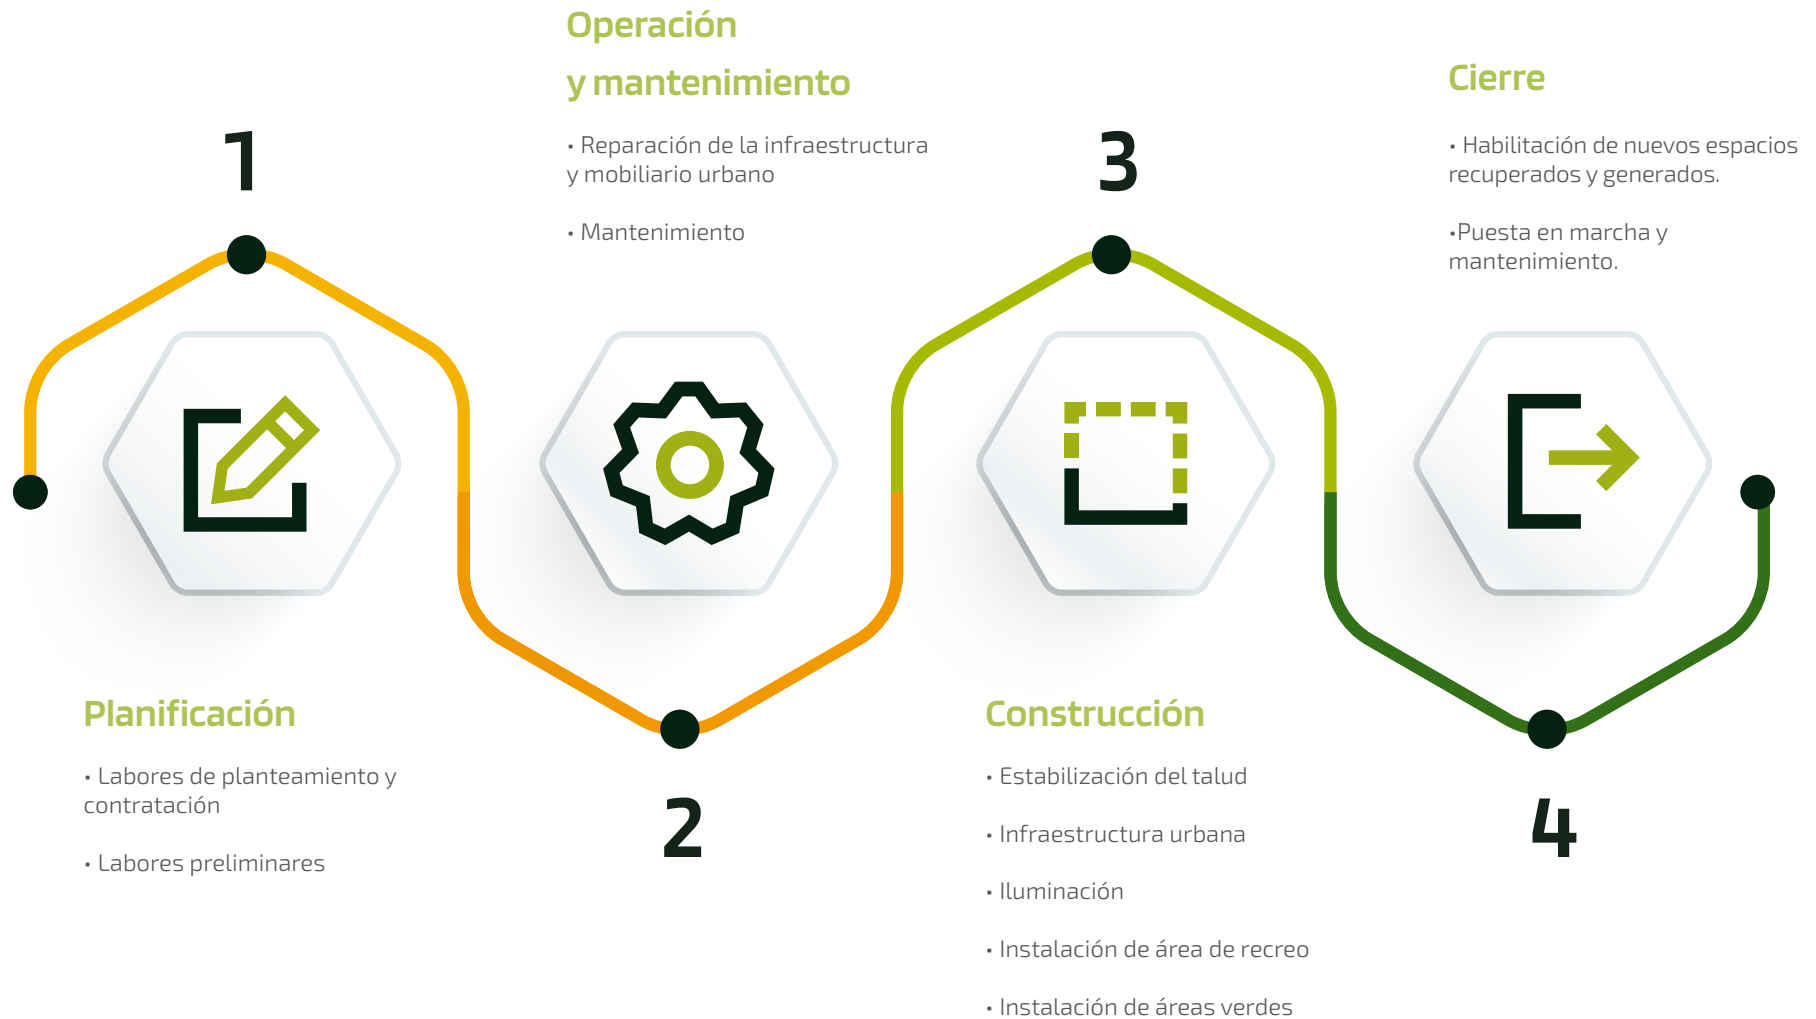 1
Planificación
• Labores de planteamiento y
contratación
• Labores preliminares
Operación
y mantenimiento
• Reparación de la infraestructura
y mobiliario urbano
• Mantenimiento
2
3
Construcción
• Estabilización del talud
• Infraestructura urbana
• Iluminación
• Instalación de área de recreo
• Instalación de áreas verdes
Cierre
• Habilitación de nuevos espacios
recuperados y generados.
•Puesta en marcha y
mantenimiento.
4